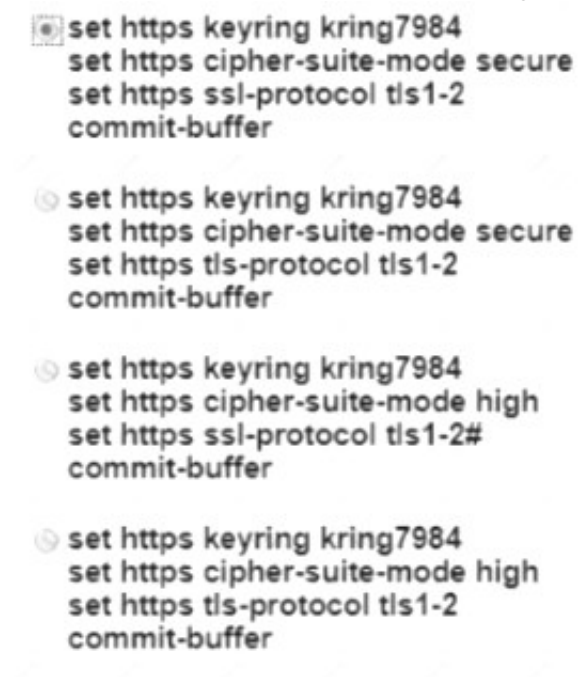 set https keyring kring7984
set https cipher-suite-mode secure
set https ssl-protocol tls1-2
commit-buffer
set https keyring kring7984
set https cipher-suite-mode secure
set https tls-protocol tls1-2
commit-buffer
set https keyring kring7984
set https cipher-suite-mode high
set https ssl-protocol tls1-2#
commit-buffer
set https keyring kring7984
set https cipher-suite-mode high
set https tls-protocol tls1-2
commit-buffer